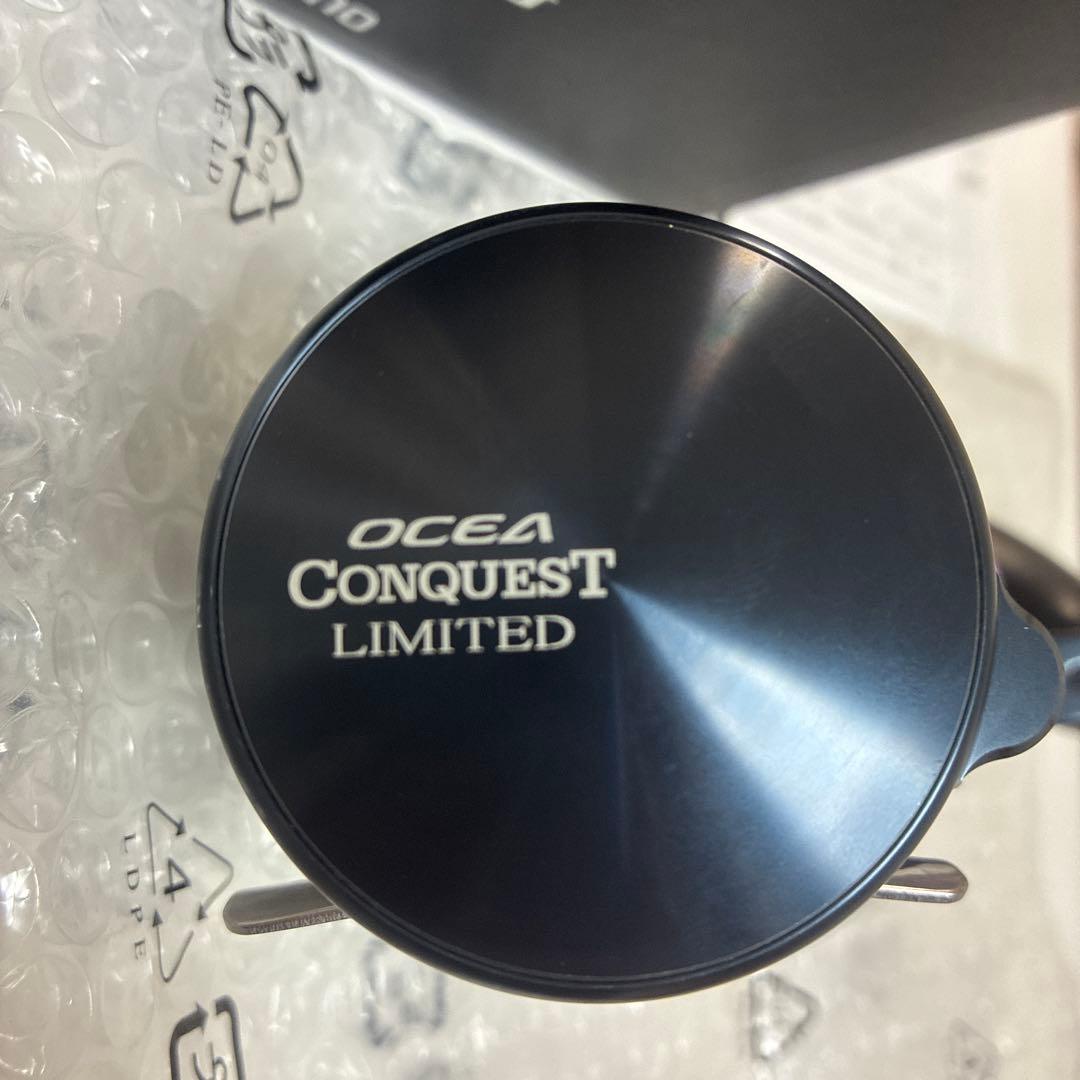 PE-LD
04
OCEA
CONQUEST
LIMITED
4
LDPE